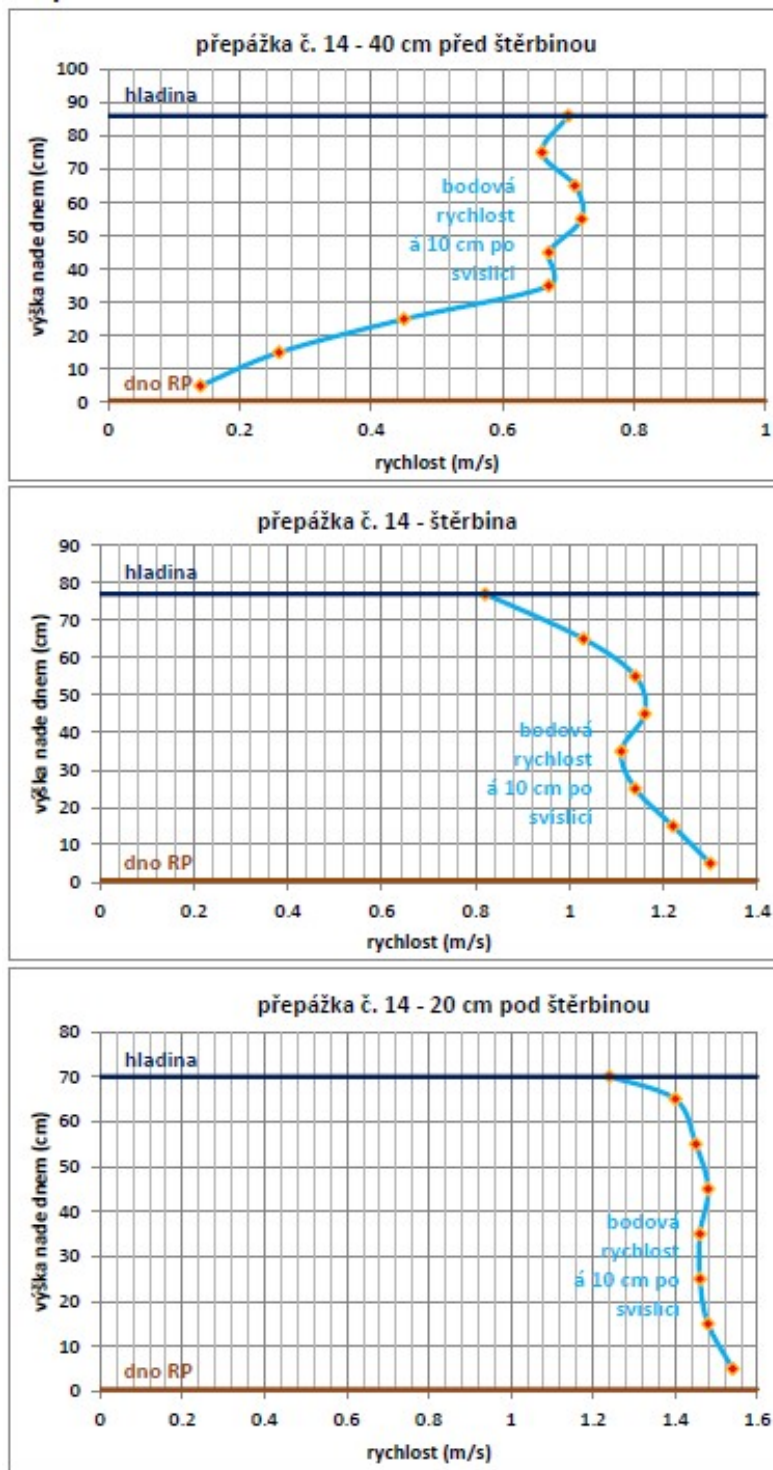 přepážka č. 14 - 40 cm před štěrbinou
100
90
80
70
60
50
40
30
20
10
0
výška nade dnem (cm)
hladina
bodová
rychlost
á 10 cm po
svislici
dno RP
0
0.2
0.4
0.6
0.8
1
rychlost (m/s)
přepážka č. 14 - štěrbina
90
80
70
60
50
40
30
20
10
0
výška nade dnem (cm)
hladina
bodová
rychlost
á 10 cm po
svislicí
dno RP
0
0.2
0.4
0.6
0.8
1
1.2
1.4
rychlost (m/s)
přepážka č. 14 - 20 cm pod štěrbinou
80
70
60
50
40
30
20
10
0
výška nade dnem (cm)
hladina
bodová
rychlost
á 10 cm po
svislici
dno RP
0
0.2
0.4
0.6
0.8
1
1.2
1.4
1.6
rychlost (m/s)